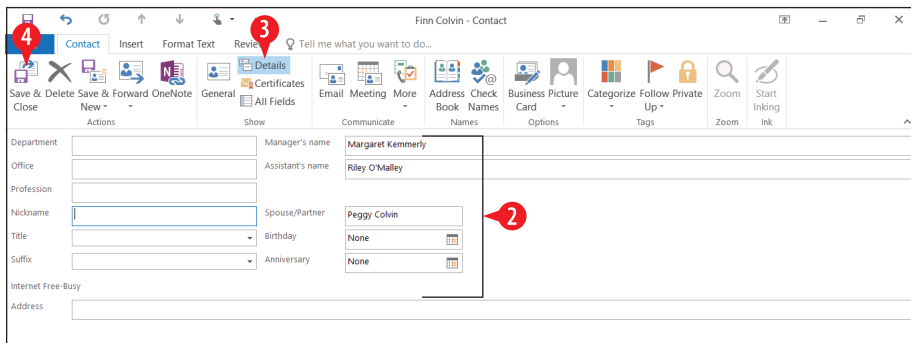 Finn Colvin - Contact
4
3
Contact Insert Format Text Review Tell me what you want to do...
Save & Close
Delete
Save & New
Forward
OneNote
General
Details
Certificates
All Fields
Email
Meeting
More
Address Book
Check Names
Business Card
Picture
Categorize
Follow Up
Private
Zoom
Start Inking
Actions Show Communicate Names Options Tags Zoom Ink
Department Manager's name Margaret Kemmerly
Office Assistant's name Riley O'Malley
Profession
Nickname Spouse/Partner Peggy Colvin
2
Title Birthday None
Suffix Anniversary None
Internet Free-Busy
Address